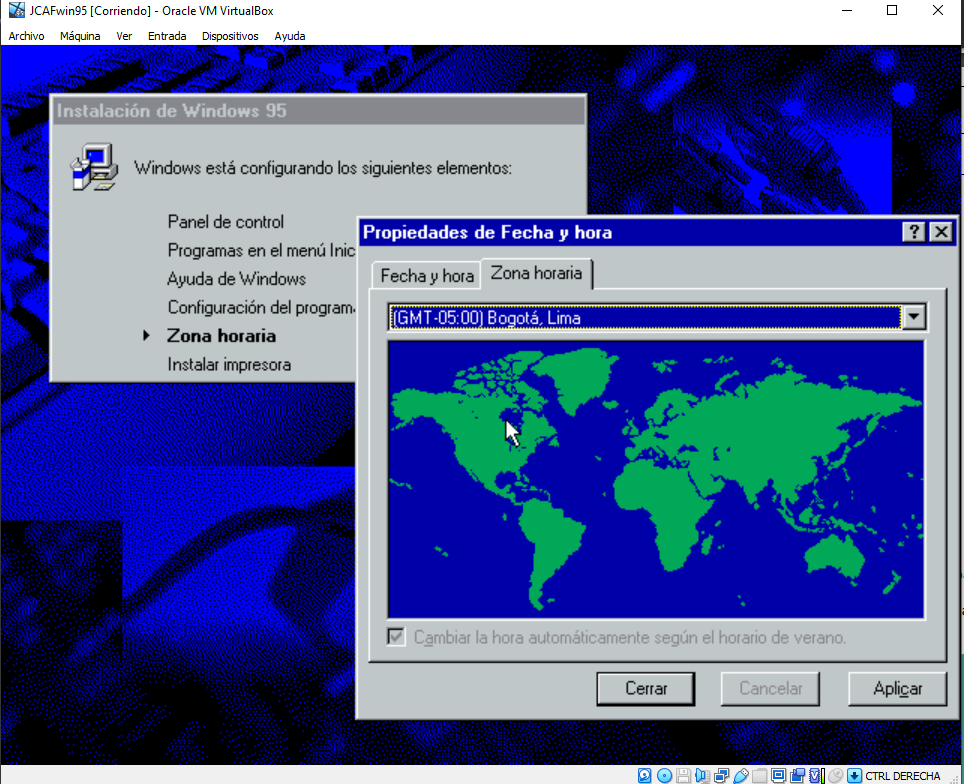 JCAFwin95 [Corriendo] - Oracle VM VirtualBox
Archivo Máquina Ver Entrada Dispositivos Ayuda
Instalación de Windows 95
Windows está configurando los siguientes elementos:
Panel de control
Programas en el menú Inic
Ayuda de Windows
Configuración del programa
Zona horaria
Instalar impresora
Propiedades de Fecha y hora
Fecha y hora Zona horaria
(GMT-05:00) Bogotá, Lima
Cambiar la hora automáticamente según el horario de verano.
Cerrar Cancelar Aplicar
CTRL DERECHA